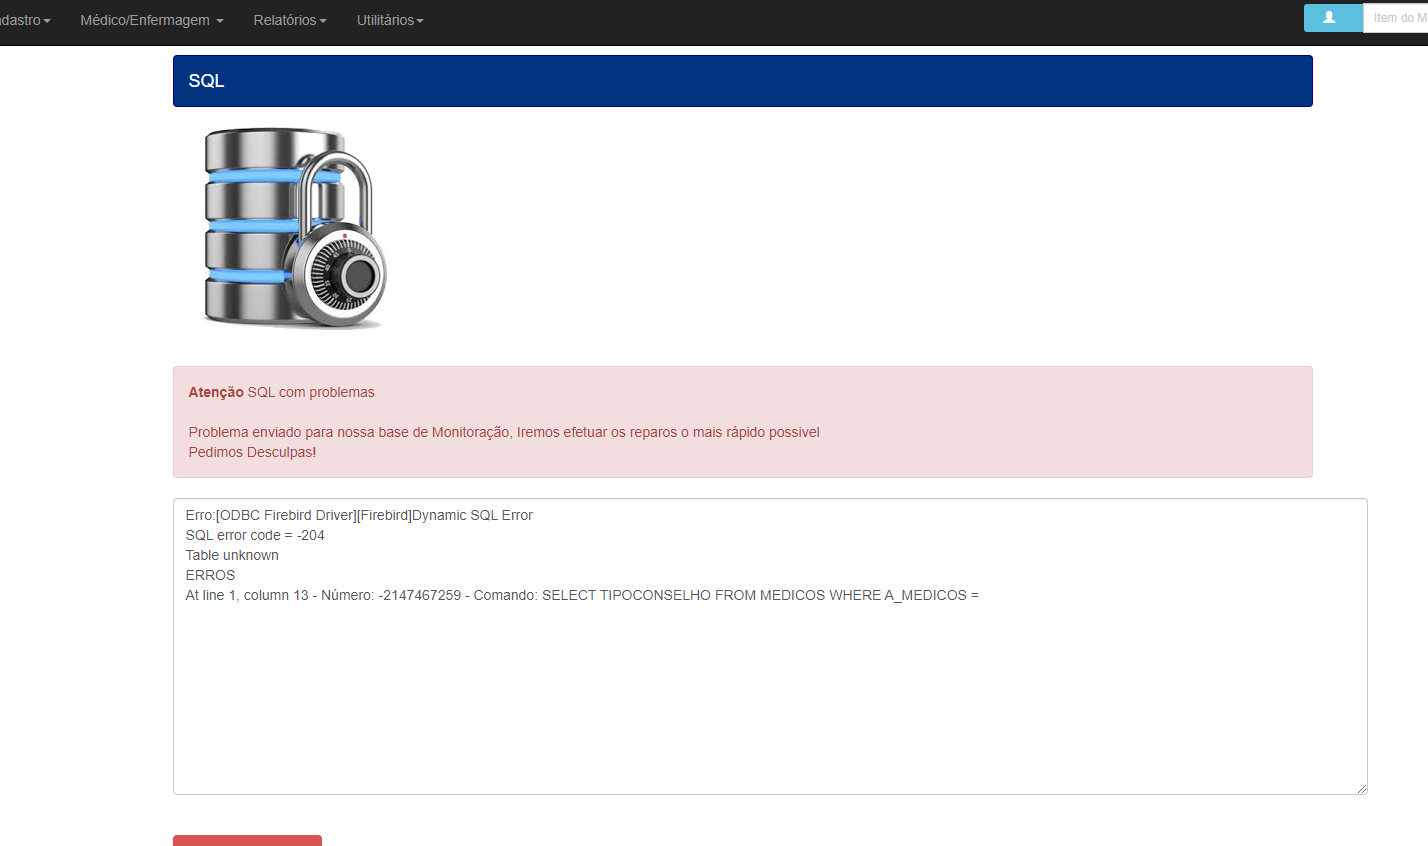 dastro
Médico/Enfermagem
Relatórios
Utilitários
Item do M
SQL
Atenção SQL com problemas
Problema enviado para nossa base de Monitoração, Iremos efetuar os reparos o mais rápido possivel
Pedimos Desculpas!
Erro:[ODBC Firebird Driver][Firebird]Dynamic SQL Error
SQL error code = -204
Table unknown
ERROS
At line 1, column 13 - Número: -2147467259 - Comando: SELECT TIPOCONSELHO FROM MEDICOS WHERE A_MEDICOS =